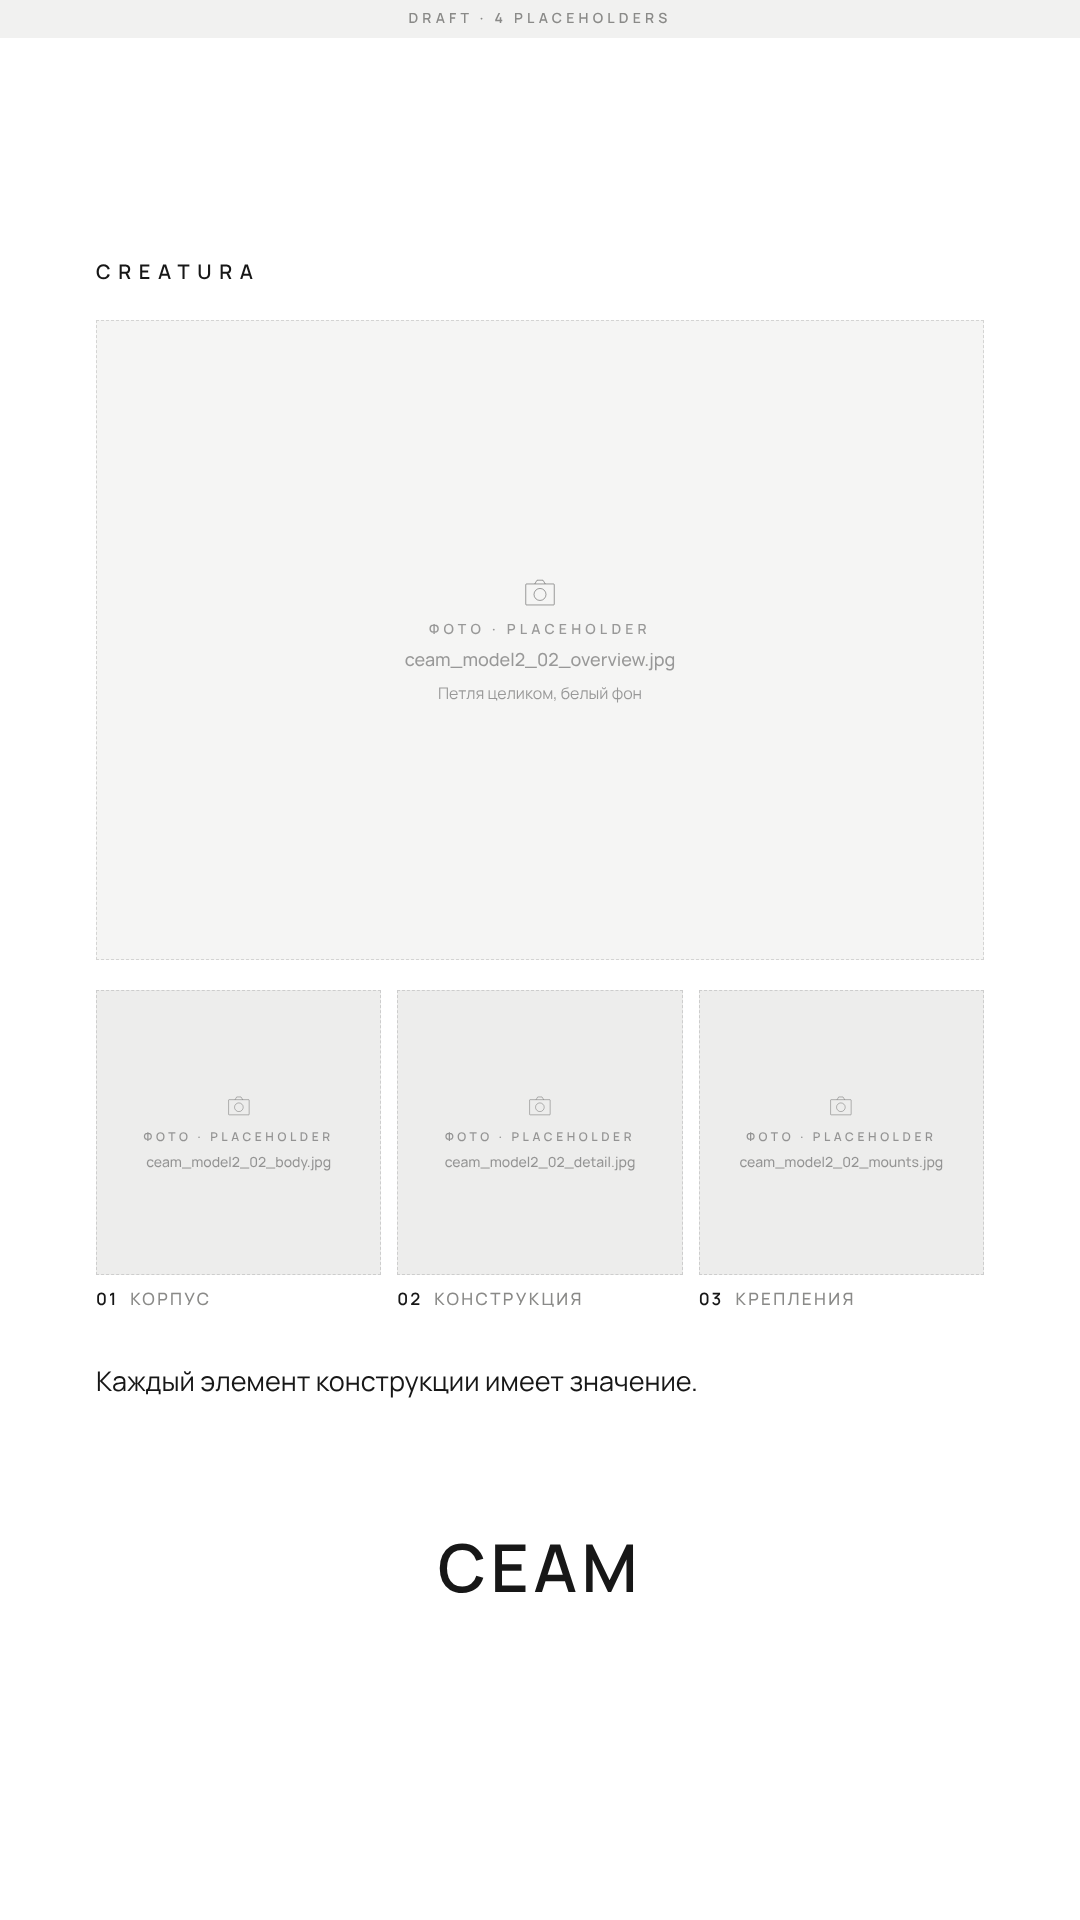 DRAFT · 4 PLACEHOLDERS
CREATURA
ФОТО · PLACEHOLDER
ceam_model2_02_overview.jpg
Петля целиком, белый фон
ФОТО · PLACEHOLDER
ceam_model2_02_body.jpg
01 КОРПУС
ФОТО · PLACEHOLDER
ceam_model2_02_detail.jpg
02 КОНСТРУКЦИЯ
ФОТО · PLACEHOLDER
ceam_model2_02_mounts.jpg
03 КРЕПЛЕНИЯ
Каждый элемент конструкции имеет значение.
CEAM